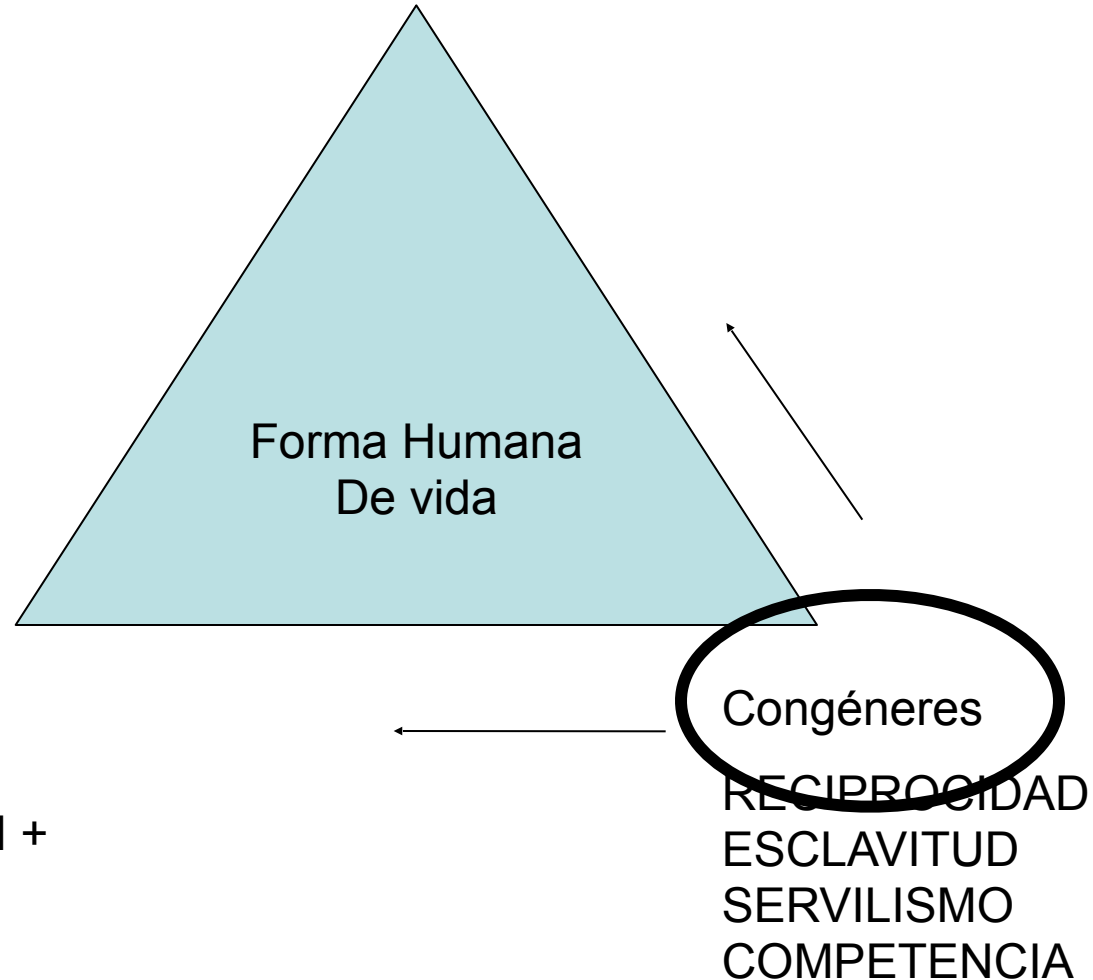 Forma Humana
De vida
Congéneres
RECIPROCIDAD
+
ESCLAVITUD
SERVILISMO
COMPETENCIA